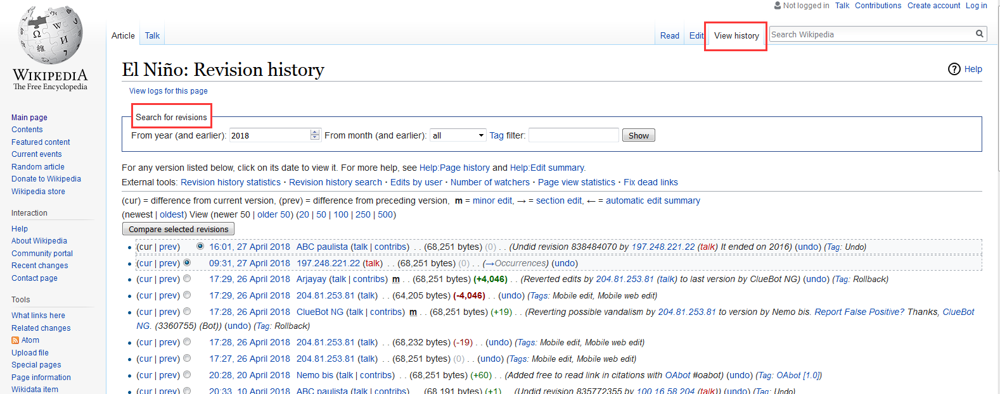 Not logged in Talk Contributions Create account Log in
Article Talk Read Edit View history Search Wikipedia
WIKIPEDIA
The Free Encyclopedia
El Niño: Revision history
Help
View logs for this page
Search for revisions
From year (and earlier): 2018 From month (and earlier): all Tag filter: Show
For any version listed below, click on its date to view it. For more help, see Help:Page history and Help:Edit summary.
External tools: Revision history statistics · Revision history search · Edits by user · Number of watchers · Page view statistics · Fix dead links
(cur) = difference from current version, (prev) = difference from preceding version, m = minor edit, → = section edit, ← = automatic edit summary
(newest | oldest) View (newer 50 | older 50) (20 | 50 | 100 | 250 | 500)
Compare selected revisions
• (cur | prev) 16:01, 27 April 2018 ABC paulista (talk | contribs) . . (68,251 bytes) (0) . . (Undid revision 838484070 by 197.248.221.22 (talk) It ended on 2016) (undo) (Tag: Undo)
• (cur | prev) 09:31, 27 April 2018 197.248.221.22 (talk) . . (68,251 bytes) (0) . . (→Occurrences) (undo)
• (cur | prev) 17:29, 26 April 2018 Arjayay (talk | contribs) m . . (68,251 bytes) (+4,046) . . (Reverted edits by 204.81.253.81 (talk) to last version by ClueBot NG) (undo) (Tag: Rollback)
• (cur | prev) 17:29, 26 April 2018 204.81.253.81 (talk) . . (64,205 bytes) (-4,046) . . (undo) (Tags: Mobile edit, Mobile web edit)
• (cur | prev) 17:28, 26 April 2018 ClueBot NG (talk | contribs) m . . (68,251 bytes) (+19) . . (Reverting possible vandalism by 204.81.253.81 to version by Nemo bis. Report False Positive? Thanks, ClueBot
NG. (3360755) (Bot)) (undo) (Tag: Rollback)
• (cur | prev) 17:28, 26 April 2018 204.81.253.81 (talk) . . (68,232 bytes) (-19) . . (undo) (Tags: Mobile edit, Mobile web edit)
• (cur | prev) 17:27, 26 April 2018 204.81.253.81 (talk) . . (68,251 bytes) (0) . . (undo) (Tags: Mobile edit, Mobile web edit)
• (cur | prev) 20:28, 20 April 2018 Nemo bis (talk | contribs) . . (68,251 bytes) (+60) . . (Added free to read link in citations with OAbot #oabot) (undo) (Tag: OAbot [1.0])
• (cur | prev) 20:33, 10 April 2018 ABC paulista (talk | contribs) . . (68,191 bytes) (+1) . . (Undid revision 835772355 by 100.16.58.204 (talk)) (undo) (Tag: Undo)
Main page
Contents
Featured content
Current events
Random article
Donate to Wikipedia
Wikipedia store
Interaction
Help
About Wikipedia
Community portal
Recent changes
Contact page
Tools
What links here
Related changes
Atom
Upload file
Special pages
Page information
Wikidata item